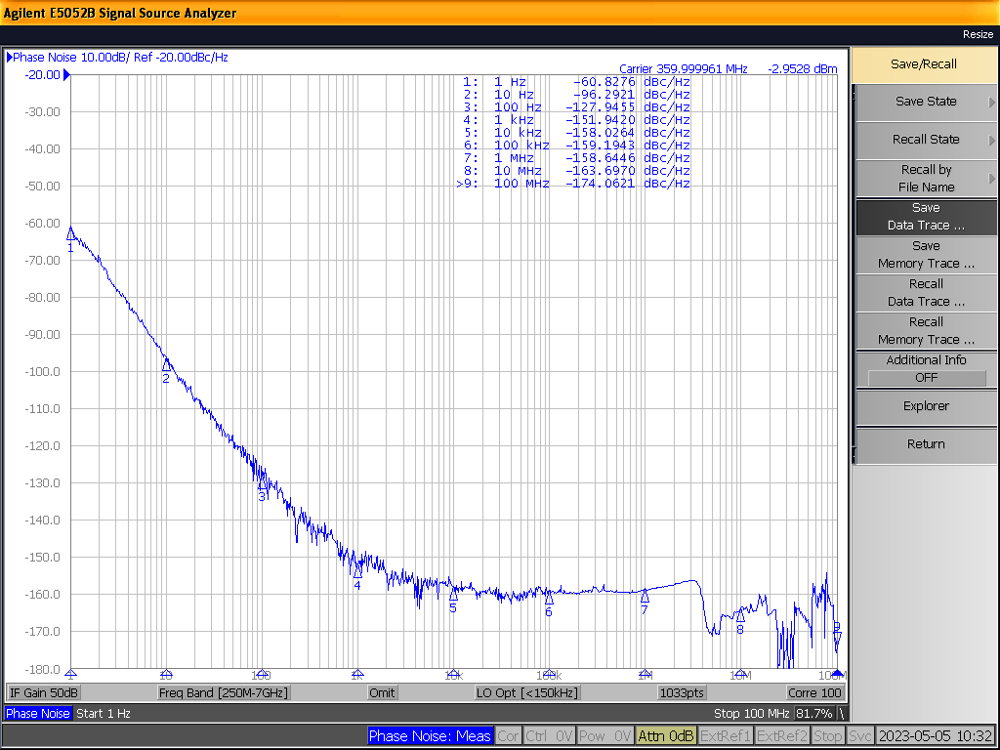 Agilent E5052B Signal Source Analyzer
Resize
Phase Noise 10.00dB/ Ref -20.00dBc/Hz
Carrier 359.999961 MHz -2.9528 dBm
1: 1 Hz -60.8276 dBc/Hz
2: 10 Hz -96.2921 dBc/Hz
3: 100 Hz -127.9455 dBc/Hz
4: 1 kHz -151.9420 dBc/Hz
5: 10 kHz -158.0264 dBc/Hz
6: 100 kHz -159.1943 dBc/Hz
7: 1 MHz -158.6446 dBc/Hz
8: 10 MHz -163.6970 dBc/Hz
>9: 100 MHz -174.0621 dBc/Hz
-20.00
-30.00
-40.00
-50.00
-60.00
-70.00
-80.00
-90.00
-100.0
-110.0
-120.0
-130.0
-140.0
-150.0
-160.0
-170.0
-180.0
1
2
3
4
5
6
7
8
9
1 10 100 1k 10k 100k 1M 10M 100M
IF Gain 50dB Freq Band [250M-7GHz] Omit LO Opt [<150kHz] 1033pts Corre 100
Phase Noise Start 1 Hz Stop 100 MHz 81.7% \
Phase Noise: Meas Cor Ctrl 0V Pow 0V Attn 0dB ExtRef1 ExtRef2 Stop Svc 2023-05-05 10:32
Save/Recall
Save State
Recall State
Recall by
File Name
Save
Data Trace ...
Save
Memory Trace ...
Recall
Data Trace ...
Recall
Memory Trace ...
Additional Info
OFF
Explorer
Return